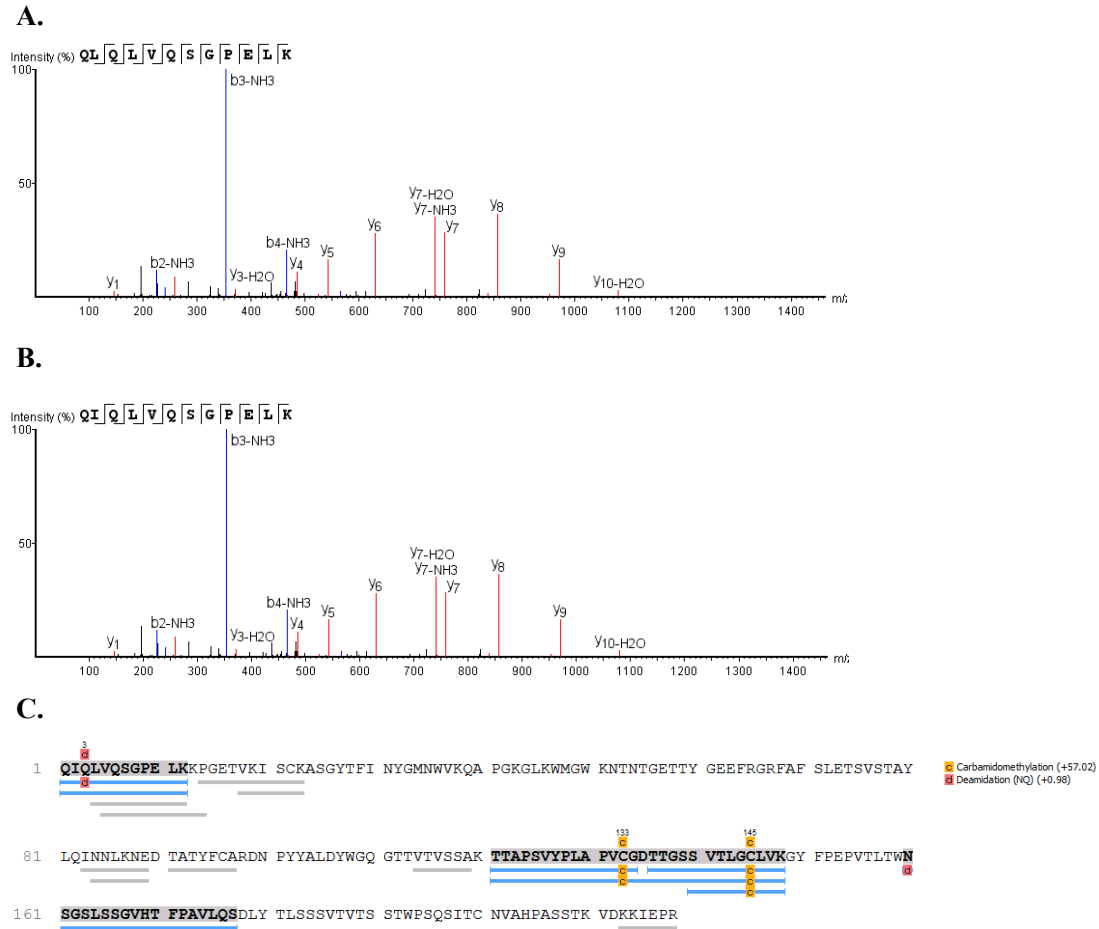 A.
Intensity (%) QLQLVQSGPELK
100
b3-NH3
50
y7-H2O
y7-NH3
y8
y6
y7
b4-NH3
y5
y9
b2-NH3
y3-H2O
y4
y1
y10-H2O
m/z
100 200 300 400 500 600 700 800 900 1000 1100 1200 1300 1400
B.
Intensity (%) QIQLVQSGPELK
100
b3-NH3
50
y7-H2O
y7-NH3
y8
y6
y7
b4-NH3
y5
y9
b2-NH3
y3-H2O
y4
y1
y10-H2O
m/z
100 200 300 400 500 600 700 800 900 1000 1100 1200 1300 1400
C.
3
d
1 QIQLVQSGPE LKKPGETVKI SCKASGYTFI NYGMNWVKQA PGKGLKWMGW KNTNTGETTY GEEFRGRFAF SLETSVSTAY
d
c Carbamidomethylation (+57.02)
d Deamidation (NQ) (+0.98)
133 145
c c
81 LQINNLKNED TATYFCARDN PYYALDYWGQ GTTVTVSSAK TTAPSVYPLA PVCGDTTGSS VTLGCLVKGY FPEPVTLTWN
c c d
c c
c
161 SGSLSSGVHT FPAVLQSDLY TLSSSVTVTS STWPSQSITC NVAHPASSTK VDKKIEPR